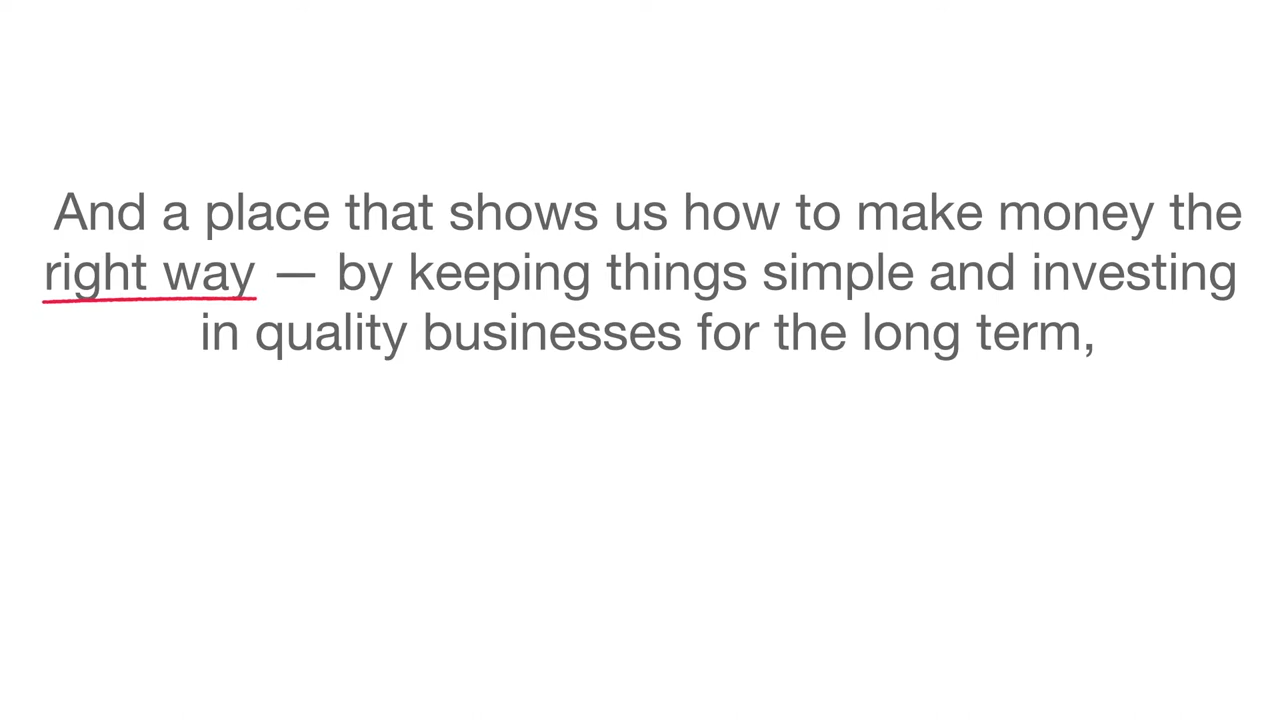 And a place that shows us how to make money the
right way — by keeping things simple and investing
in quality businesses for the long term,